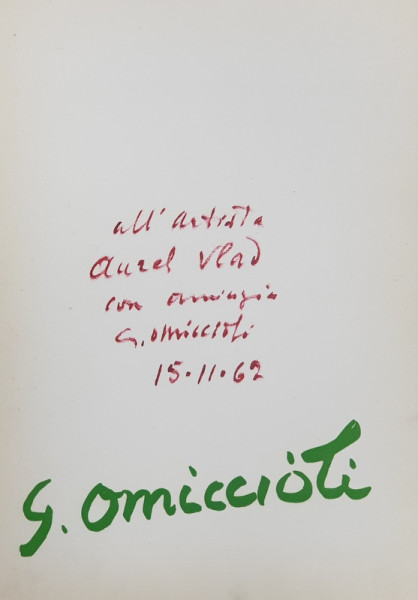 all'artista
Aurel Vlad
con amicizia
G. Omiccioli
15.11.62
G. Omiccioli